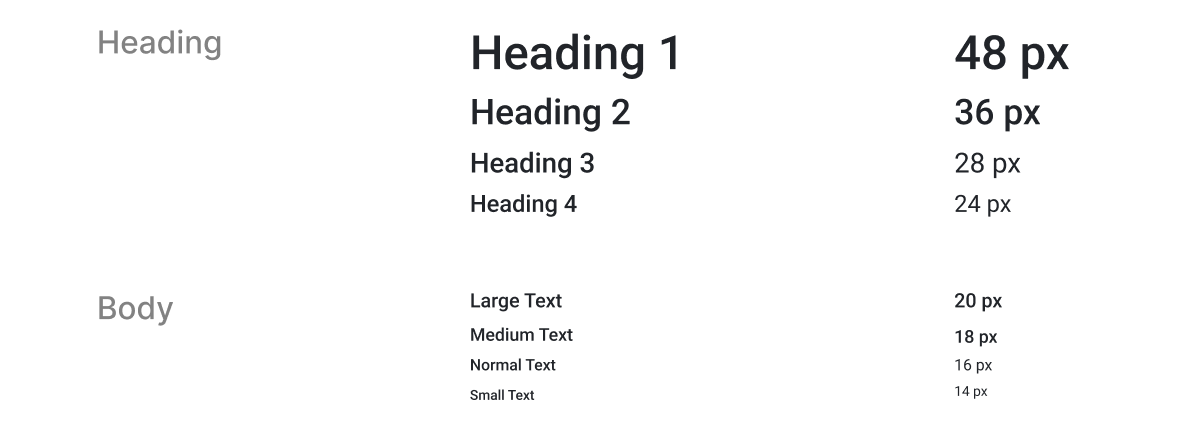 Heading Heading 1 48 px
Heading 2 36 px
Heading 3 28 px
Heading 4 24 px
Body Large Text 20 px
Medium Text 18 px
Normal Text 16 px
Small Text 14 px